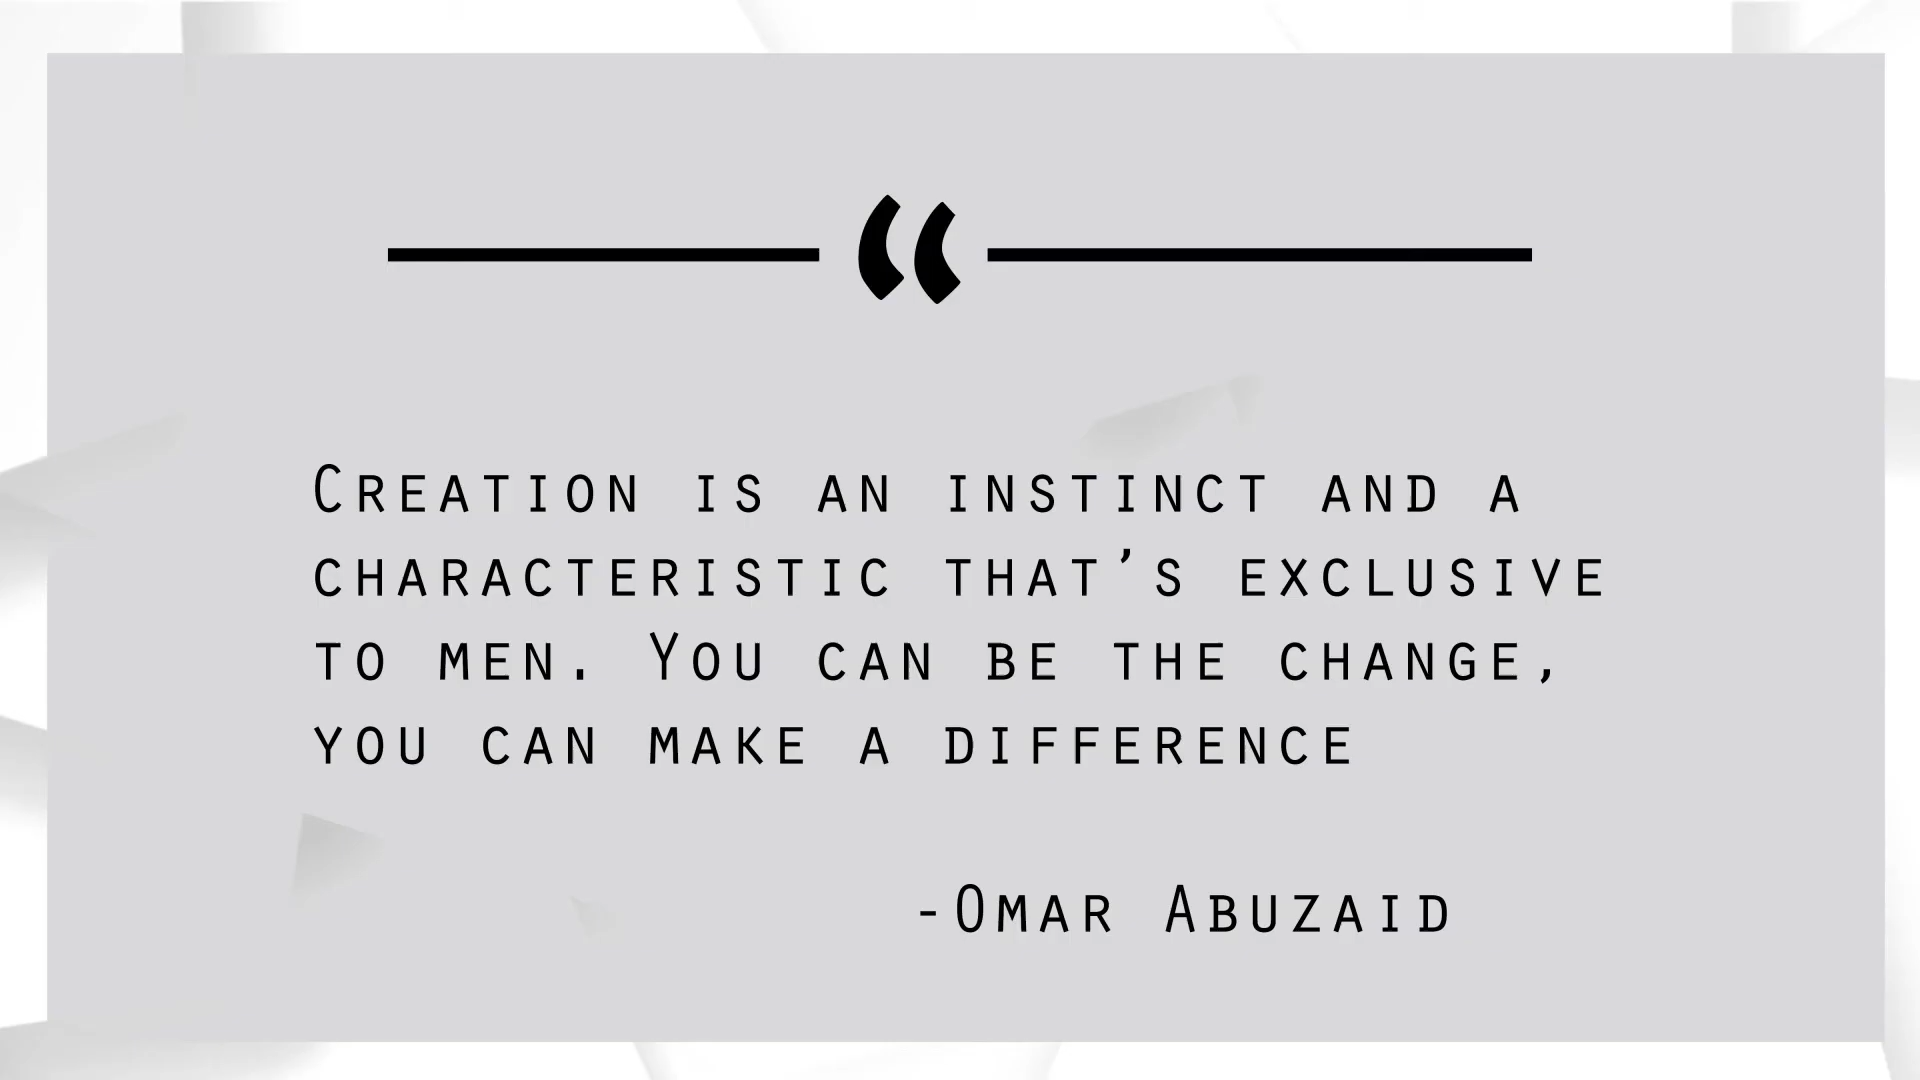 “
Creation is an instinct and a
characteristic that’s exclusive
to men. You can be the change,
you can make a difference
-Omar Abuzaid